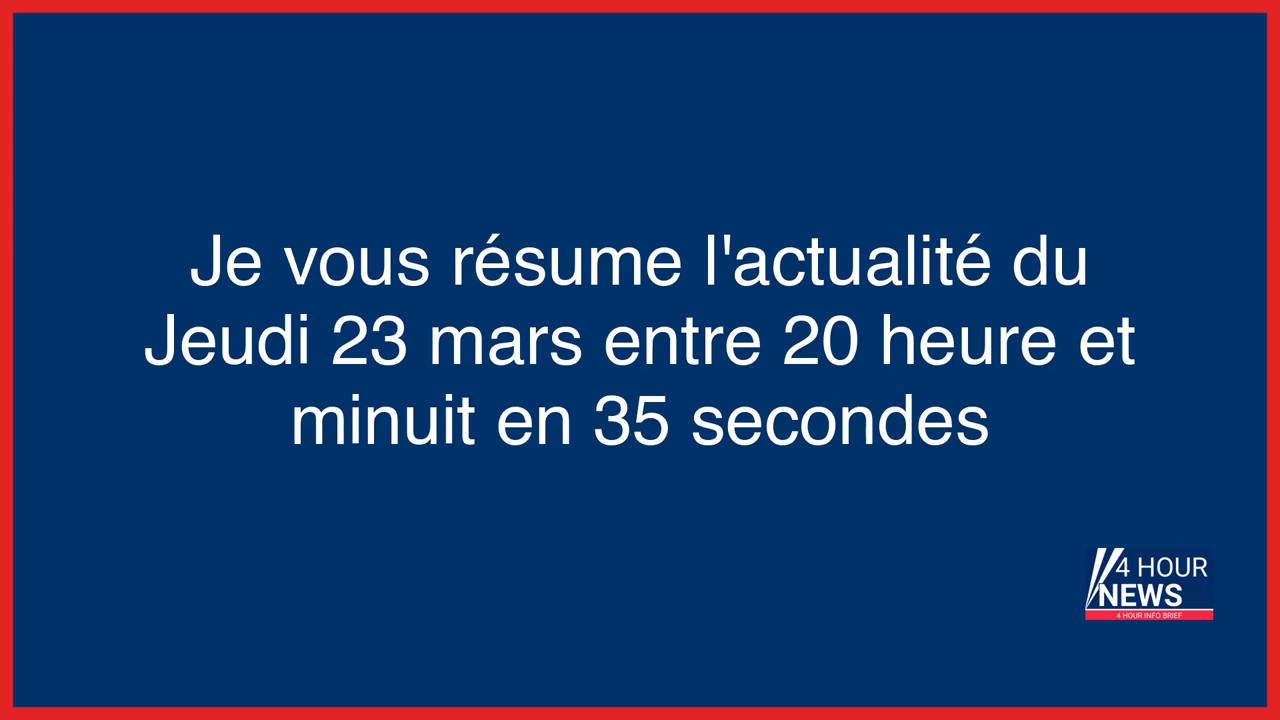 Je vous résume l'actualité du
Jeudi 23 mars entre 20 heure et
minuit en 35 secondes
4 HOUR
NEWS
4 HOUR INFO BRIEF